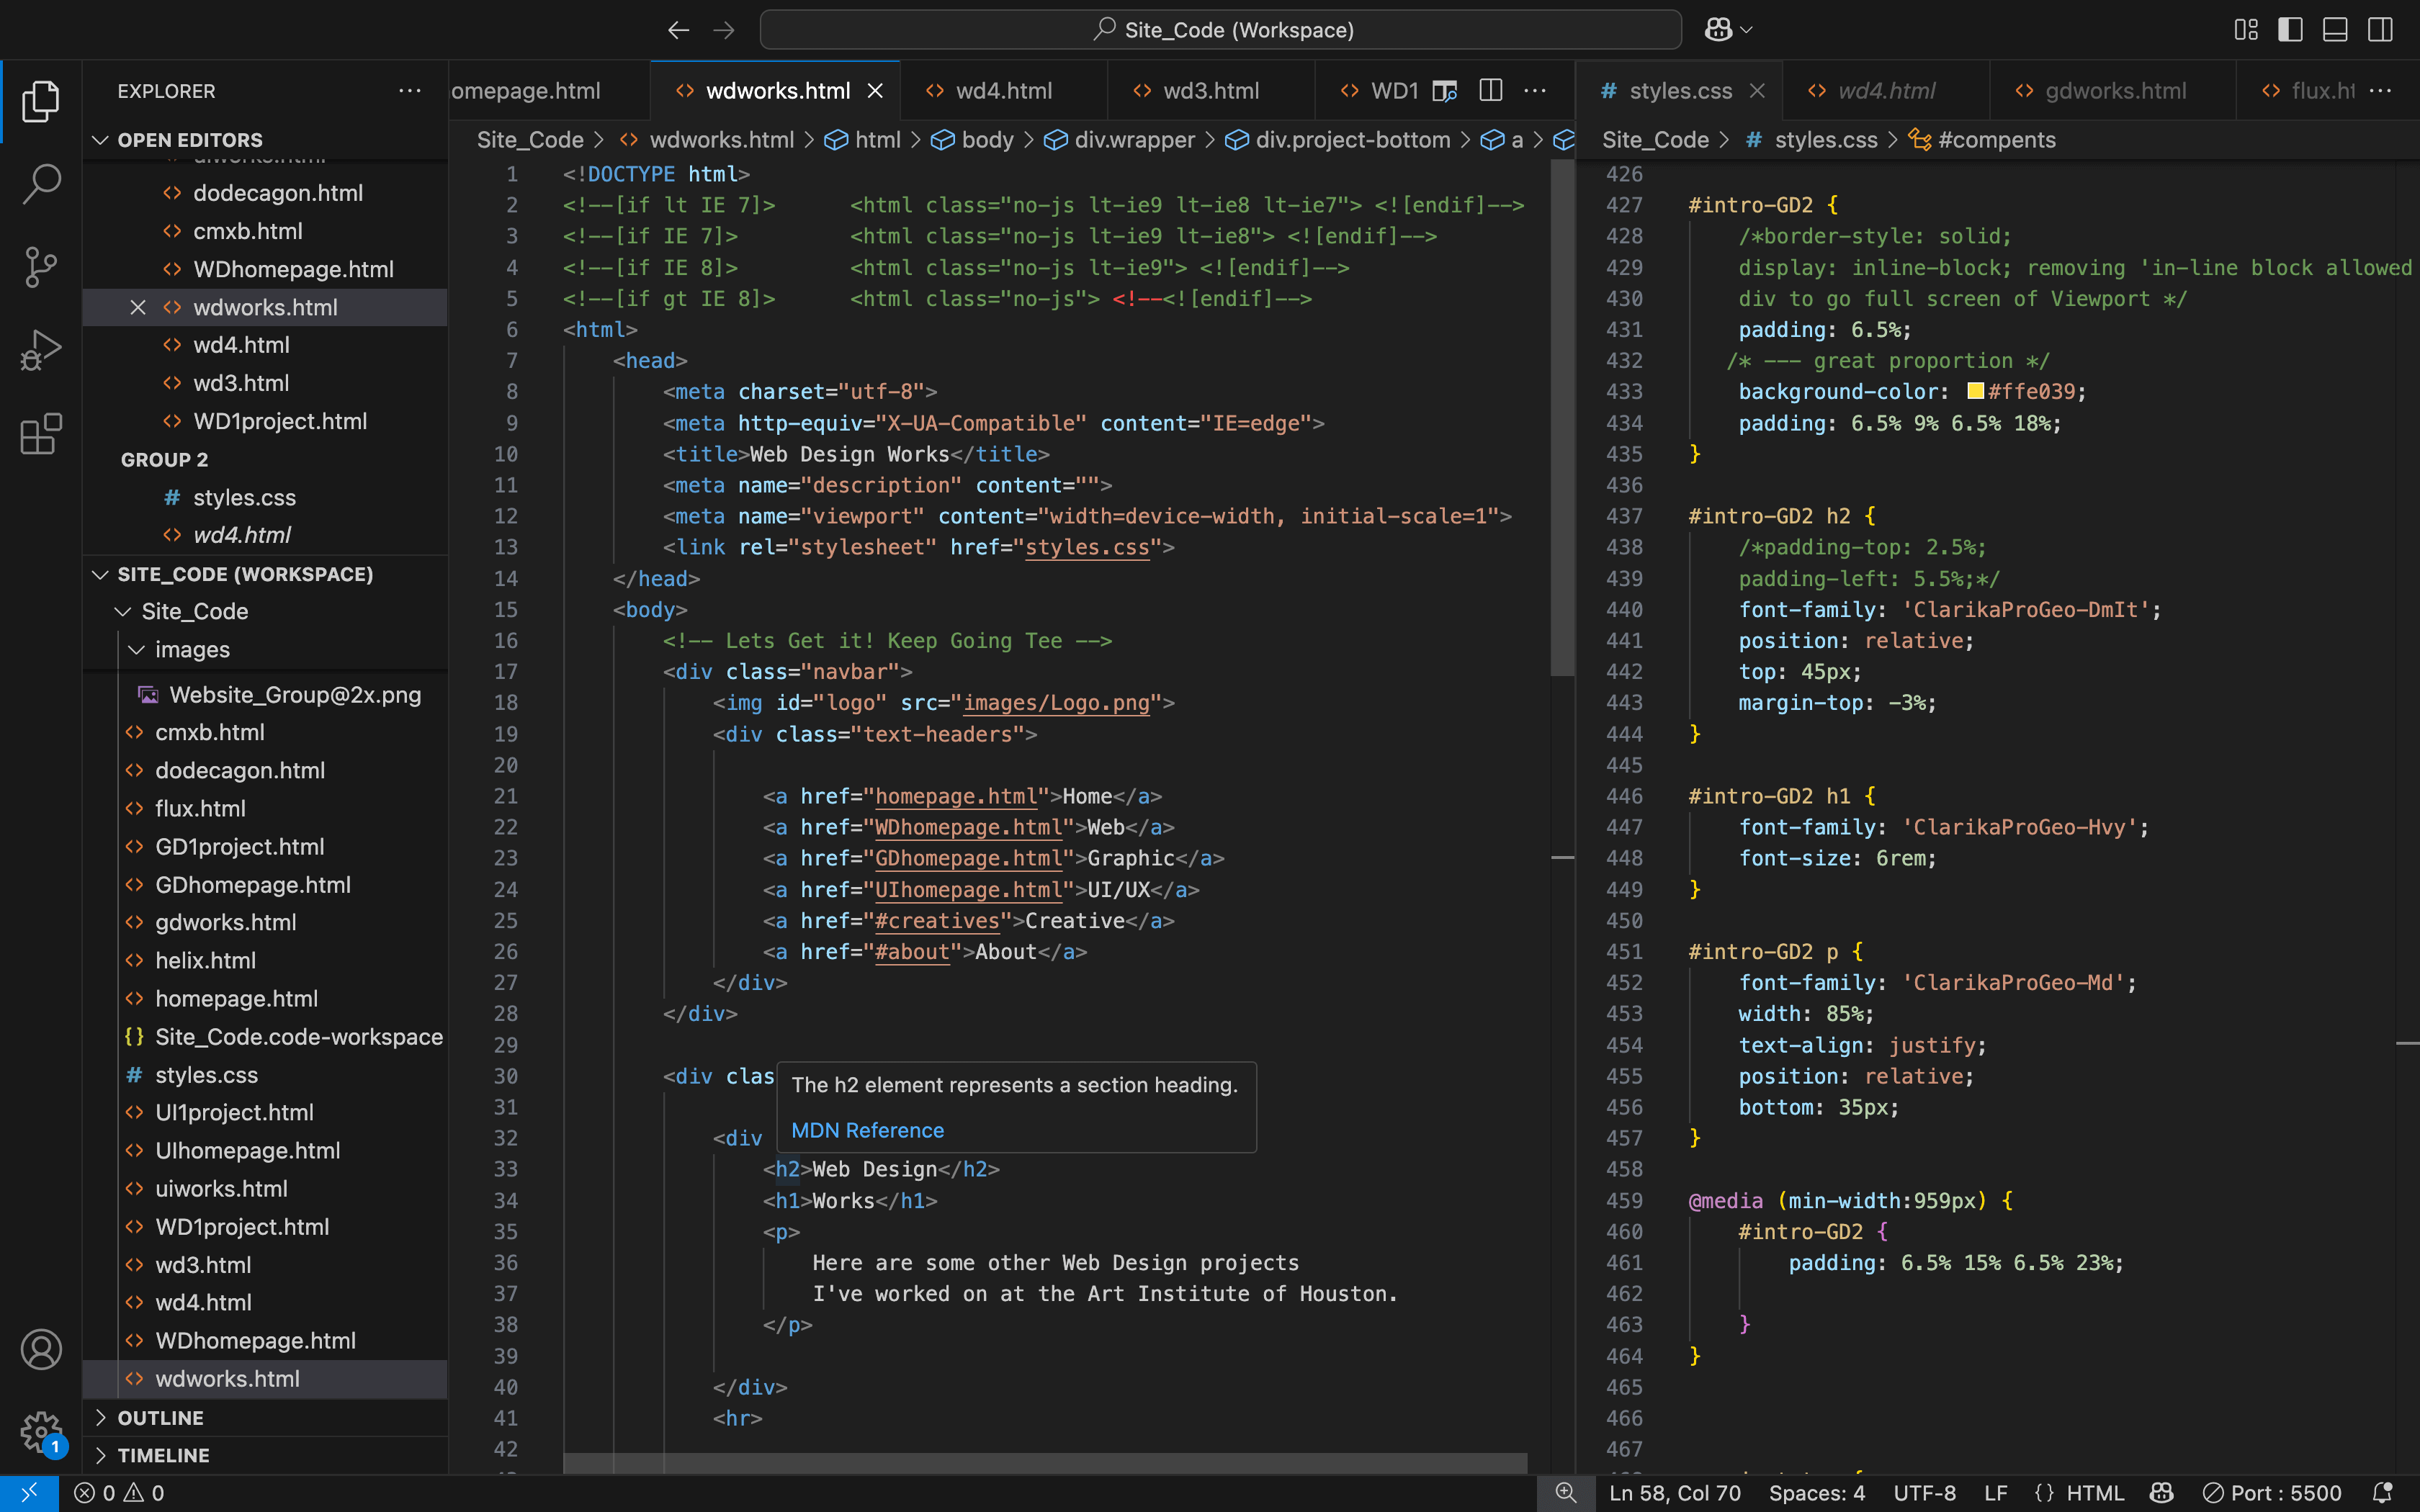 Site_Code (Workspace)
EXPLORER
OPEN EDITORS
uiworks.html
dodecagon.html
cmxb.html
WDhomepage.html
wdworks.html
wd4.html
wd3.html
WD1project.html
GROUP 2
styles.css
wd4.html
SITE_CODE (WORKSPACE)
Site_Code
images
Website_Group@2x.png
cmxb.html
dodecagon.html
flux.html
GD1project.html
GDhomepage.html
gdworks.html
helix.html
homepage.html
Site_Code.code-workspace
styles.css
UI1project.html
UIhomepage.html
uiworks.html
WD1project.html
wd3.html
wd4.html
WDhomepage.html
wdworks.html
OUTLINE
TIMELINE
omepage.html wdworks.html wd4.html wd3.html WD1
Site_Code > wdworks.html > html > body > div.wrapper > div.project-bottom > a >
1 <!DOCTYPE html>
2 <!--[if lt IE 7]>      <html class="no-js lt-ie9 lt-ie8 lt-ie7"> <![endif]-->
3 <!--[if IE 7]>         <html class="no-js lt-ie9 lt-ie8"> <![endif]-->
4 <!--[if IE 8]>         <html class="no-js lt-ie9"> <![endif]-->
5 <!--[if gt IE 8]>      <html class="no-js"> <!--<![endif]-->
6 <html>
7     <head>
8         <meta charset="utf-8">
9         <meta http-equiv="X-UA-Compatible" content="IE=edge">
10         <title>Web Design Works</title>
11         <meta name="description" content="">
12         <meta name="viewport" content="width=device-width, initial-scale=1">
13         <link rel="stylesheet" href="styles.css">
14     </head>
15     <body>
16         <!-- Lets Get it! Keep Going Tee -->
17         <div class="navbar">
18             <img id="logo" src="images/Logo.png">
19             <div class="text-headers">
20
21                 <a href="homepage.html">Home</a>
22                 <a href="WDhomepage.html">Web</a>
23                 <a href="GDhomepage.html">Graphic</a>
24                 <a href="UIhomepage.html">UI/UX</a>
25                 <a href="#creatives">Creative</a>
26                 <a href="#about">About</a>
27             </div>
28         </div>
29
30         <div clas
The h2 element represents a section heading.
31
MDN Reference
32             <div
33                 <h2>Web Design</h2>
34                 <h1>Works</h1>
35                 <p>
36                     Here are some other Web Design projects
37                     I've worked on at the Art Institute of Houston.
38                 </p>
39
40             </div>
41             <hr>
42
styles.css wd4.html gdworks.html flux.ht
Site_Code > styles.css > #compents
426
427 #intro-GD2 {
428     /*border-style: solid;
429     display: inline-block; removing 'in-line block allowed
430     div to go full screen of Viewport */
431     padding: 6.5%;
432    /* --- great proportion */
433     background-color: #ffe039;
434     padding: 6.5% 9% 6.5% 18%;
435 }
436
437 #intro-GD2 h2 {
438     /*padding-top: 2.5%;
439     padding-left: 5.5%;*/
440     font-family: 'ClarikaProGeo-DmIt';
441     position: relative;
442     top: 45px;
443     margin-top: -3%;
444 }
445
446 #intro-GD2 h1 {
447     font-family: 'ClarikaProGeo-Hvy';
448     font-size: 6rem;
449 }
450
451 #intro-GD2 p {
452     font-family: 'ClarikaProGeo-Md';
453     width: 85%;
454     text-align: justify;
455     position: relative;
456     bottom: 35px;
457 }
458
459 @media (min-width:959px) {
460     #intro-GD2 {
461         padding: 6.5% 15% 6.5% 23%;
462
463     }
464 }
465
466
467
1
0 0 Ln 58, Col 70 Spaces: 4 UTF-8 LF {} HTML Port : 5500